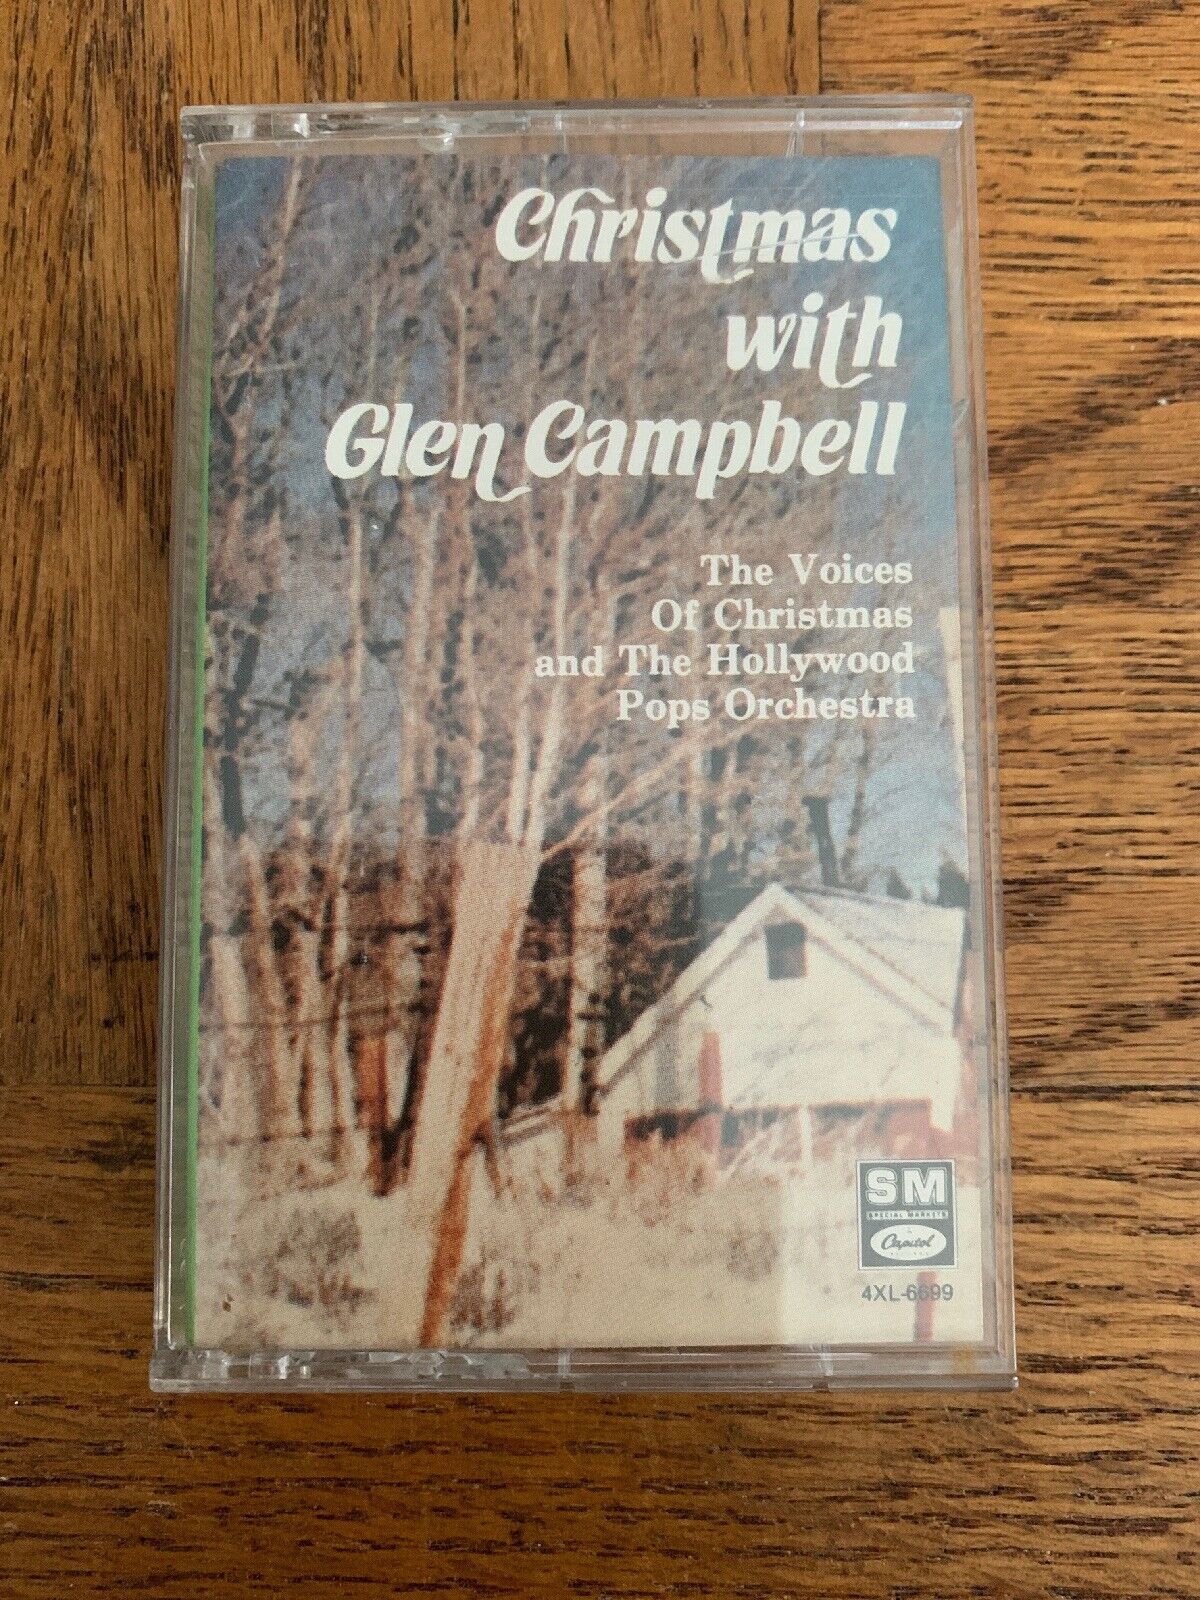 Christmas
with
Glen Campbell
The Voices
Of Christmas
and The Hollywood
Pops Orchestra
SM
SPECIAL MARKETS
Capitol
4XL-6699